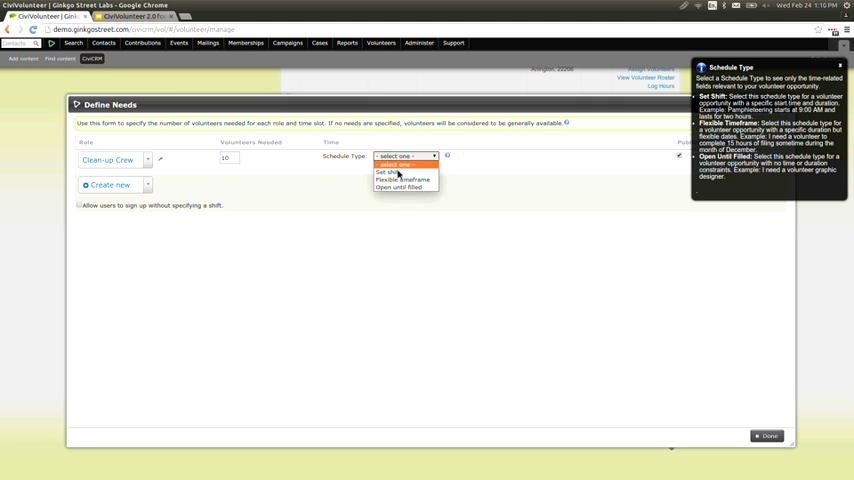 CiviVolunteer | Ginkgo Street Labs - Google Chrome
En
Wed Feb 24 1:10 PM
CiviVolunteer | Gink
CiviVolunteer 2.0
demo.ginkgostreet.com/civicrm/vol/#/volunteer/manage
Contacts
Search Contacts Contributions Events Mailings Memberships Campaigns Cases Reports Volunteers Administer Support
Add content Find content CiviCRM
Arlington, 22206
Assign Volunteers
View Volunteer Roster
Log Hours
Define Needs
Use this form to specify the number of volunteers needed for each role and time slot. If no needs are specified, volunteers will be considered to be generally available.
Role Volunteers Needed Time Publ
Clean-up Crew 10 Schedule Type: - select one -
- select one -
Set shift
Flexible timeframe
Open until filled
Create new
Allow users to sign up without specifying a shift.
Done
Schedule Type x
Select a Schedule Type to see only the time-related
fields relevant to your volunteer opportunity.
• Set Shift: Select this schedule type for a volunteer
opportunity with a specific start time and duration.
Example: Pamphleteering starts at 9:00 AM and
lasts for two hours.
• Flexible Timeframe: Select this schedule type for
a volunteer opportunity with a specific duration but
flexible dates. Example: I need a volunteer to
complete 15 hours of filing sometime during the
month of December.
• Open Until Filled: Select this schedule type for a
volunteer opportunity with no time or duration
constraints. Example: I need a volunteer graphic
designer.